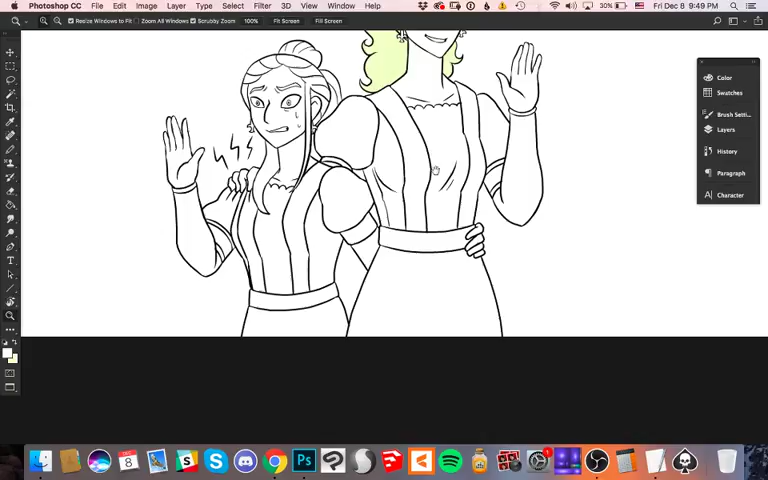 Photoshop CC File Edit Image Layer Type Select Filter 3D View Window Help 30% Fri Dec 8 9:49 PM
Resize Windows to Fit Zoom All Windows Scrubby Zoom 100% Fit Screen Fill Screen
Color
Swatches
Brush Setti...
Layers
History
Paragraph
Character
8
Ps